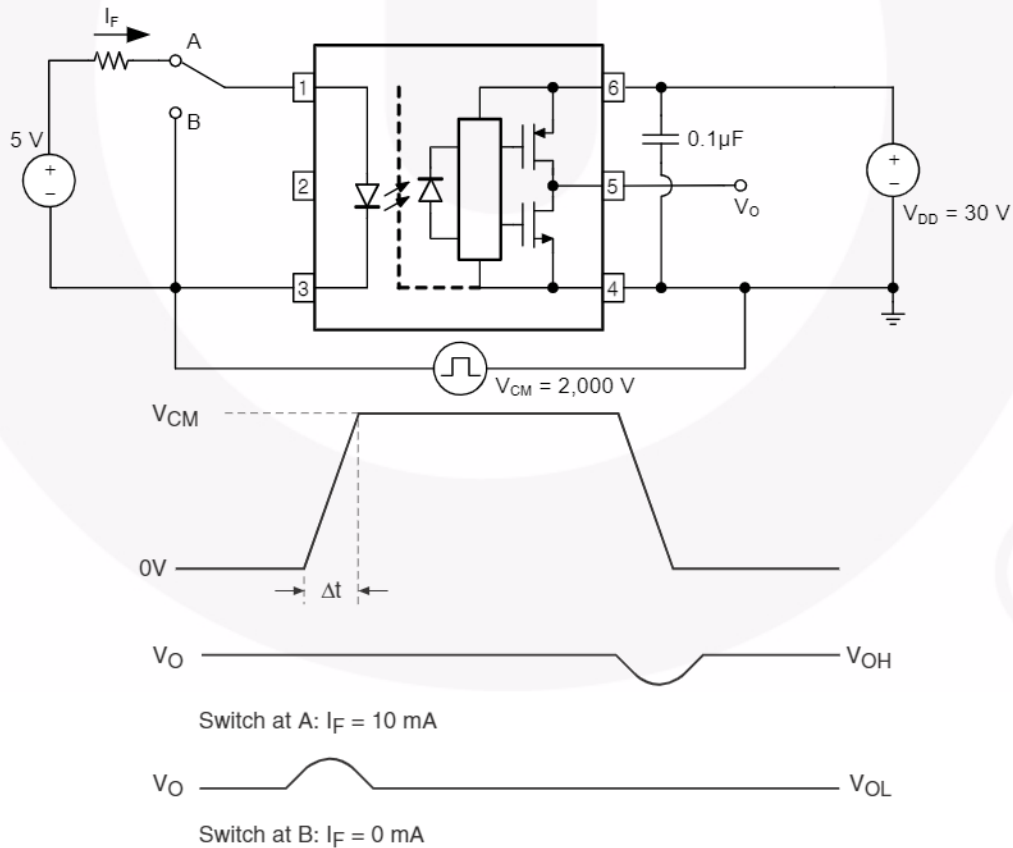 I_F
A
B
5 V
+
−
1
2
3
6
5
4
0.1µF
V_O
+
−
V_DD = 30 V
V_CM = 2,000 V
V_CM
0V
Δt
V_O
V_OH
Switch at A: I_F = 10 mA
V_O
V_OL
Switch at B: I_F = 0 mA